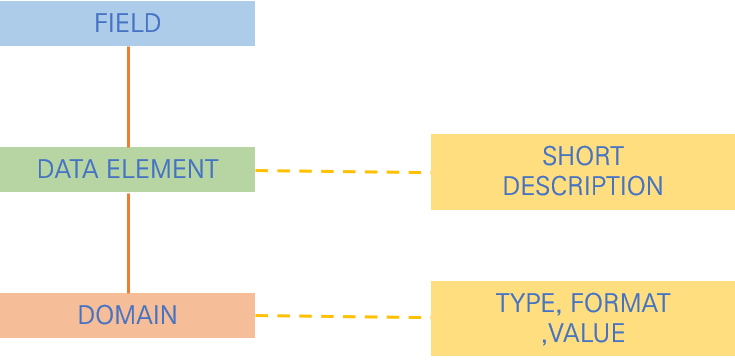 FIELD
DATA ELEMENT
SHORT
DESCRIPTION
DOMAIN
TYPE, FORMAT
,VALUE